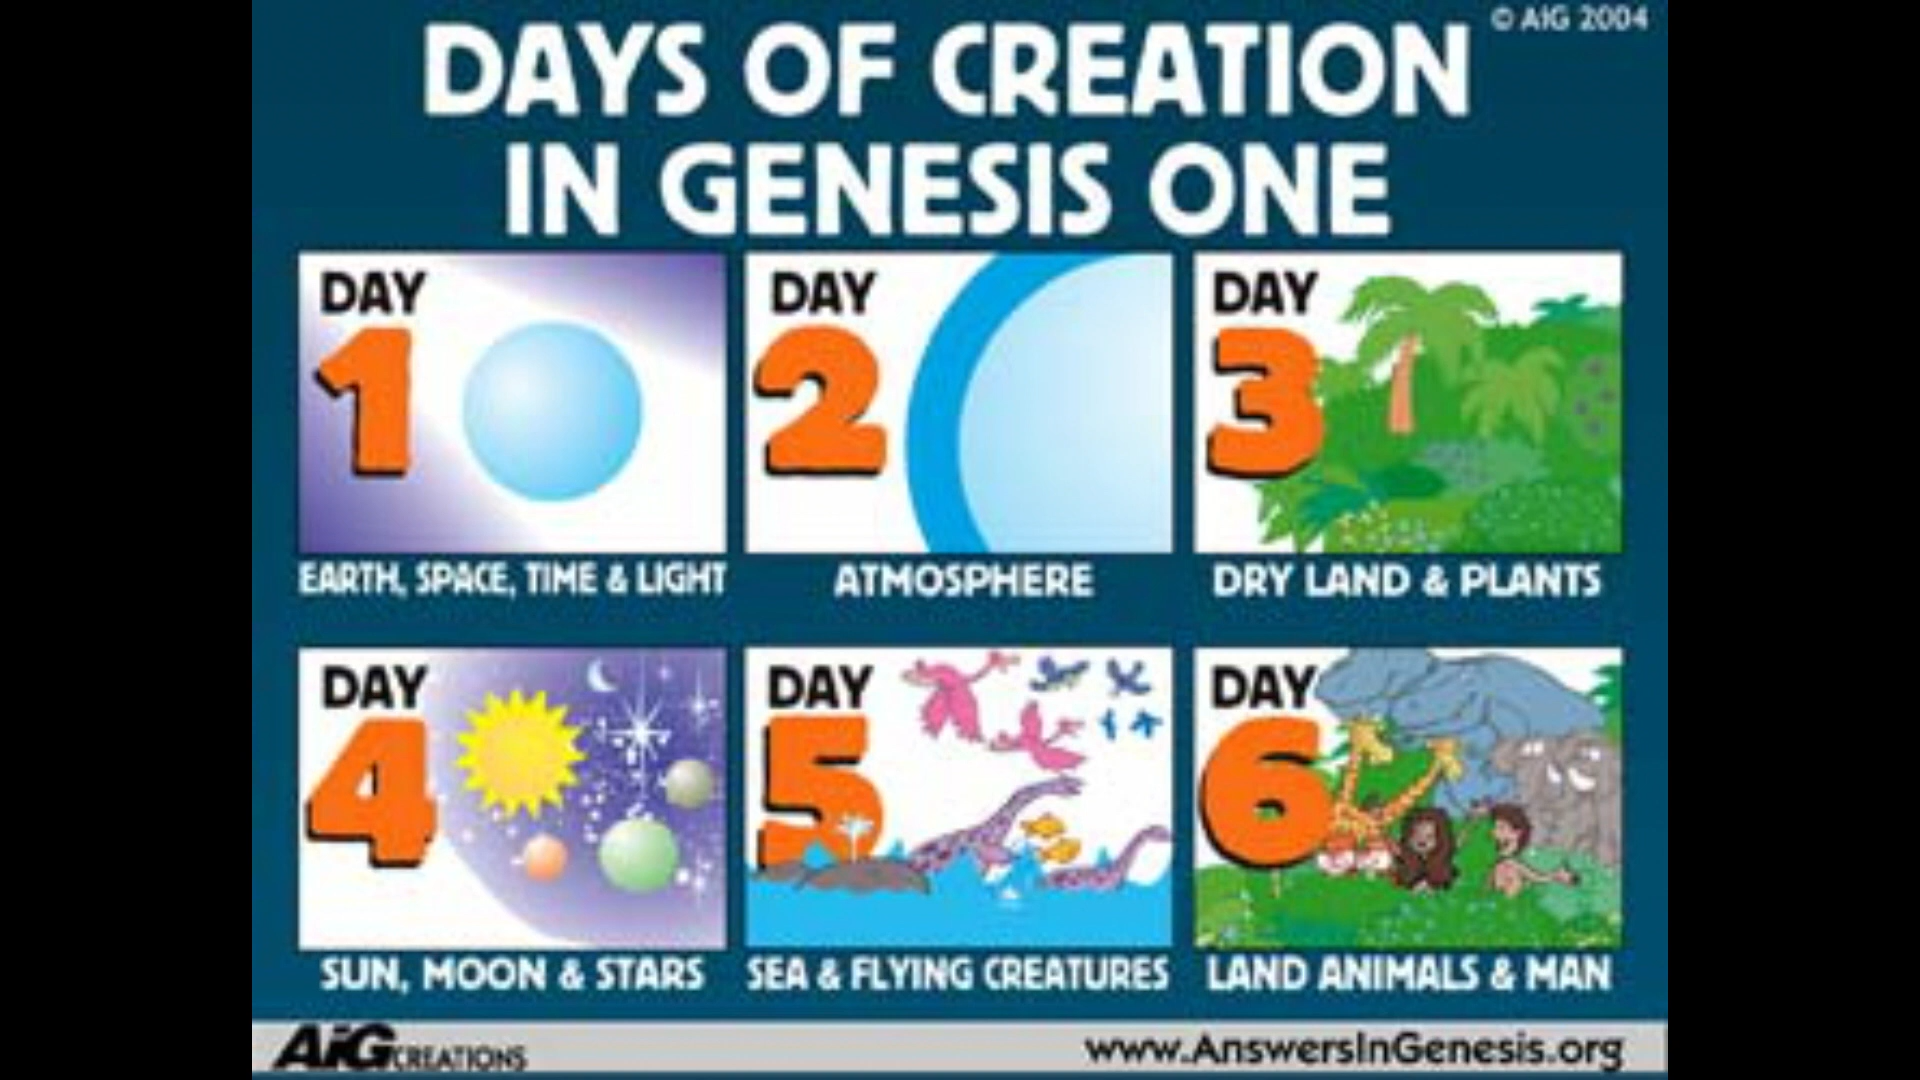 © AIG 2004
DAYS OF CREATION
IN GENESIS ONE
DAY
1
EARTH, SPACE, TIME & LIGHT
DAY
2
ATMOSPHERE
DAY
3
DRY LAND & PLANTS
DAY
4
SUN, MOON & STARS
DAY
5
SEA & FLYING CREATURES
DAY
6
LAND ANIMALS & MAN
AiG CREATIONS
www.AnswersInGenesis.org